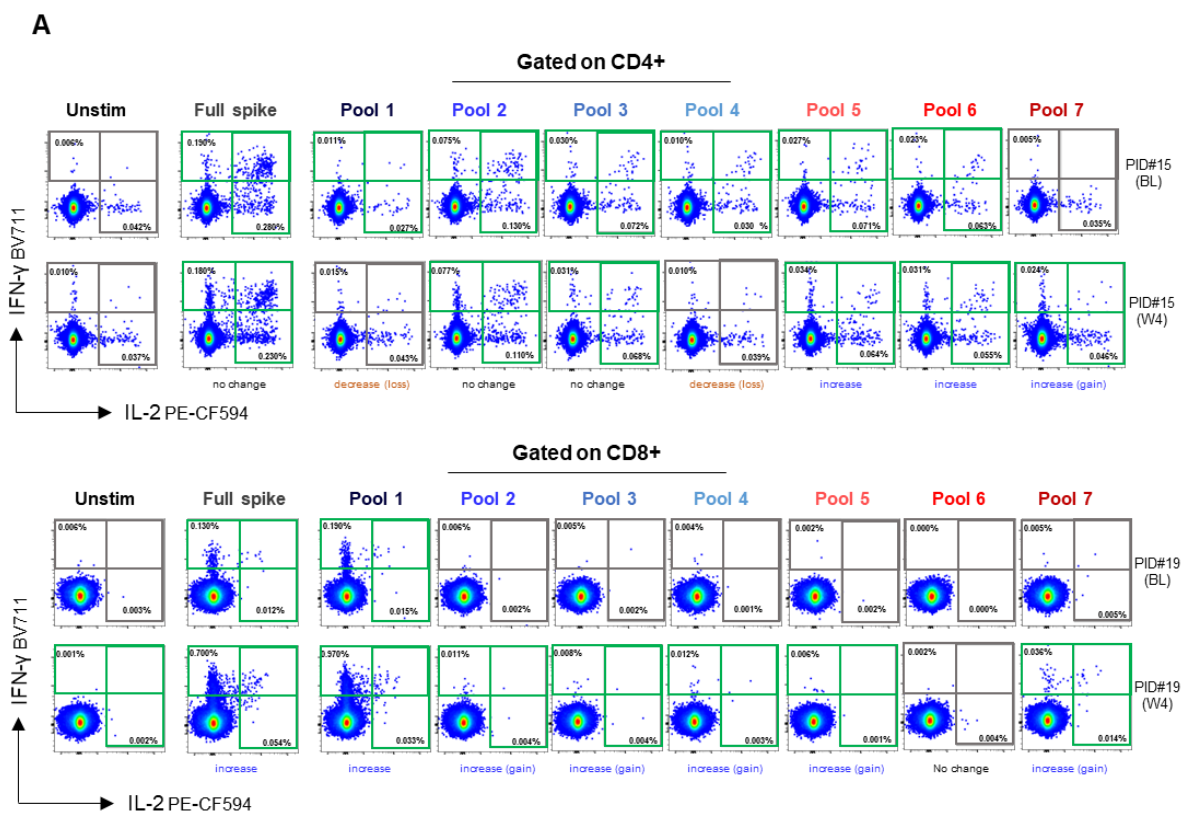 A
Gated on CD4+
Unstim Full spike Pool 1 Pool 2 Pool 3 Pool 4 Pool 5 Pool 6 Pool 7
0.006% 0.190% 0.011% 0.075% 0.030% 0.010% 0.027% 0.023% 0.005%
PID#15
(BL)
0.042% 0.280% 0.027% 0.130% 0.072% 0.030 % 0.071% 0.063% 0.035%
0.010% 0.180% 0.015% 0.077% 0.031% 0.010% 0.034% 0.031% 0.024%
PID#15
(W4)
0.037% 0.230% 0.043% 0.110% 0.068% 0.039% 0.064% 0.055% 0.046%
no change decrease (loss) no change no change decrease (loss) increase increase increase (gain)
IFN-γ BV711
IL-2 PE-CF594
Gated on CD8+
Unstim Full spike Pool 1 Pool 2 Pool 3 Pool 4 Pool 5 Pool 6 Pool 7
0.006% 0.130% 0.190% 0.006% 0.005% 0.004% 0.002% 0.000% 0.005%
PID#19
(BL)
0.003% 0.012% 0.015% 0.002% 0.002% 0.001% 0.002% 0.000% 0.005%
0.001% 0.700% 0.570% 0.011% 0.008% 0.012% 0.006% 0.002% 0.036%
PID#19
(W4)
0.002% 0.054% 0.033% 0.004% 0.004% 0.003% 0.001% 0.004% 0.014%
increase increase increase (gain) increase (gain) increase (gain) increase (gain) No change increase (gain)
IFN-γ BV711
IL-2 PE-CF594